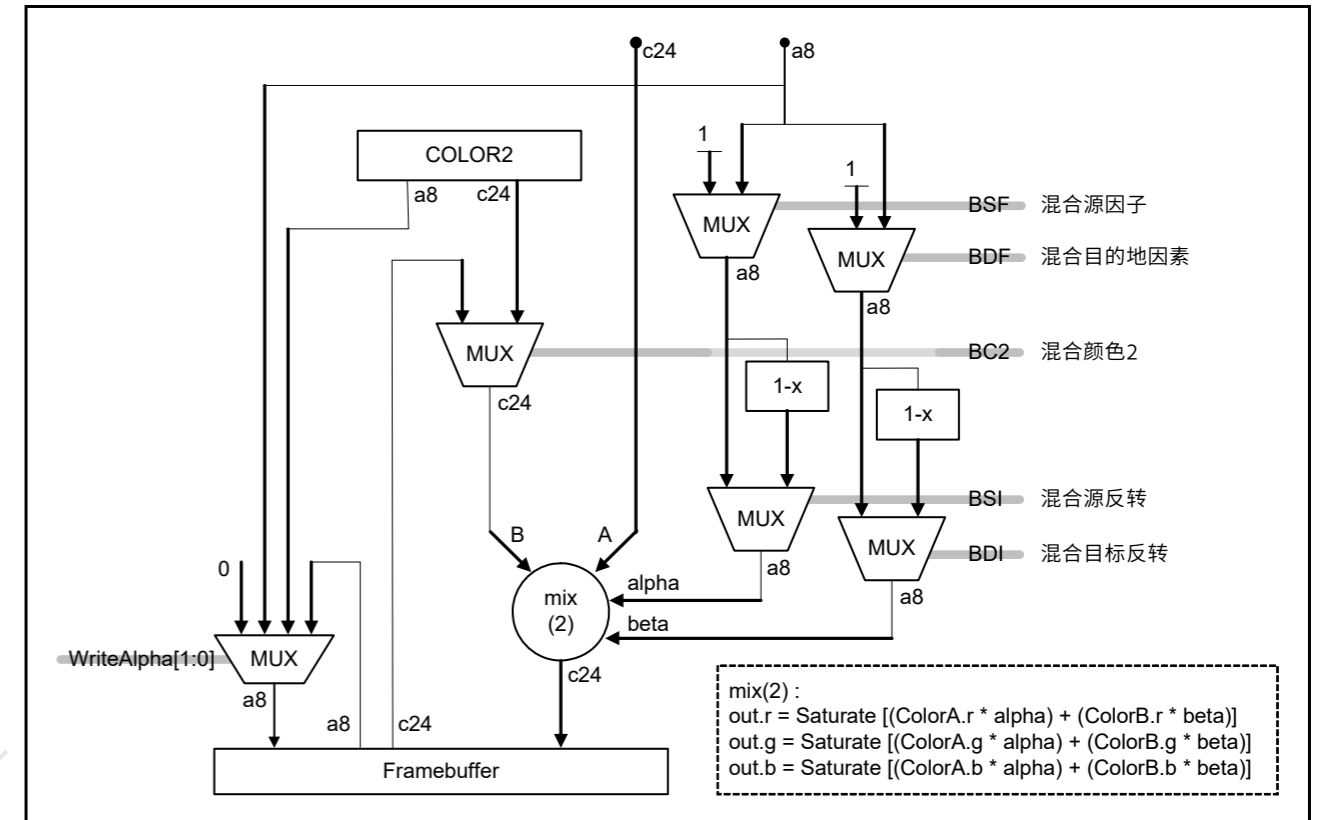 c24
a8
COLOR2
1
a8
c24
1
MUX
BSF 混合源因子
MUX
BDF 混合目的地因素
a8
a8
MUX
BC2 混合颜色2
1-x
c24
1-x
MUX
BSI 混合源反转
B
A
MUX
BDI 混合目标反转
0
a8
mix
(2)
alpha
a8
beta
WriteAlpha[1:0]
MUX
c24
a8
a8
c24
Framebuffer
mix(2) :
out.r = Saturate [(ColorA.r * alpha) + (ColorB.r * beta)]
out.g = Saturate [(ColorA.g * alpha) + (ColorB.g * beta)]
out.b = Saturate [(ColorA.b * alpha) + (ColorB.b * beta)]